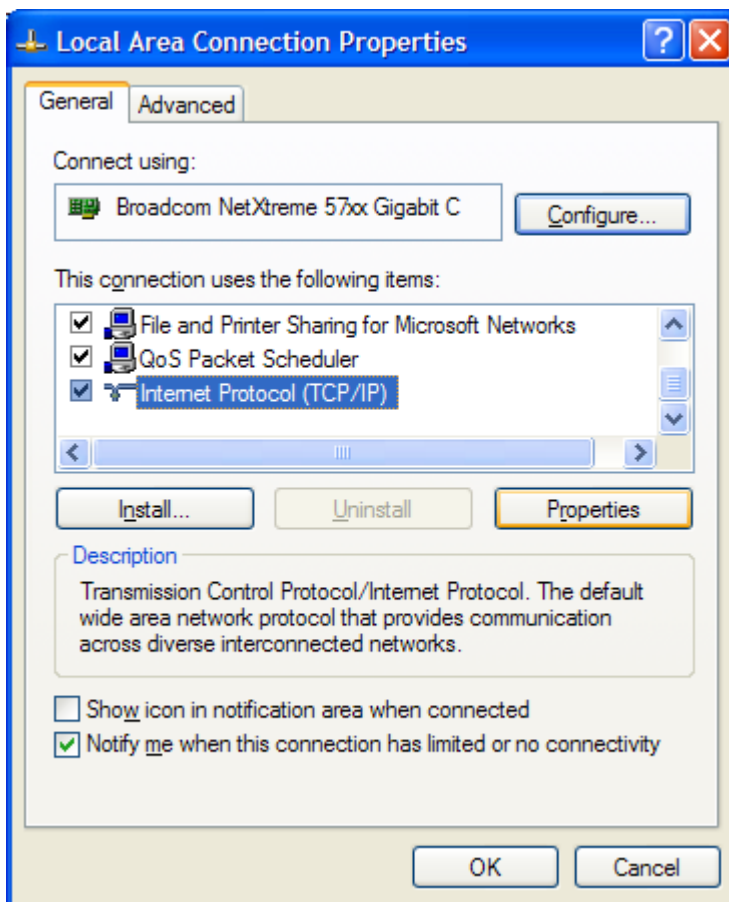 Local Area Connection Properties
General
Advanced
Connect using:
Broadcom NetXtreme 57xx Gigabit C
Configure...
This connection uses the following items:
File and Printer Sharing for Microsoft Networks
QoS Packet Scheduler
Internet Protocol (TCP/IP)
Install...
Uninstall
Properties
Description
Transmission Control Protocol/Internet Protocol. The default
wide area network protocol that provides communication
across diverse interconnected networks.
Show icon in notification area when connected
Notify me when this connection has limited or no connectivity
OK
Cancel